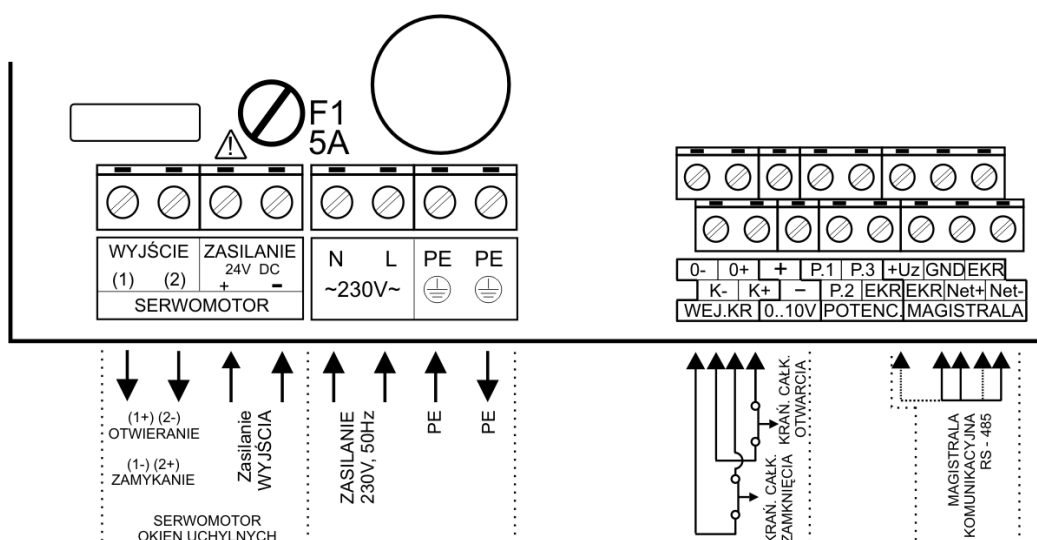 F1
5A
WYJŚCIE
(1) (2)
ZASILANIE
24V DC
+ -
SERWOMOTOR
N L
~230V~
PE PE
0- 0+ + P.1 P.3 +Uz GND EKR
K- K+ - P.2 EKR EKR Net+ Net-
WEJ.KR 0..10V POTENC. MAGISTRALA
(1+) (2-)
OTWIERANIE
(1-) (2+)
ZAMYKANIE
SERWOMOTOR
OKIEN UCHYLNYCH
Zasilanie
WYJŚCIA
ZASILANIE
230V, 50Hz
PE
PE
KRAŃ. CAŁK.
ZAMKNIĘCIA
KRAŃ. CAŁK.
OTWARCIA
MAGISTRALA
KOMUNIKACYJNA
RS - 485